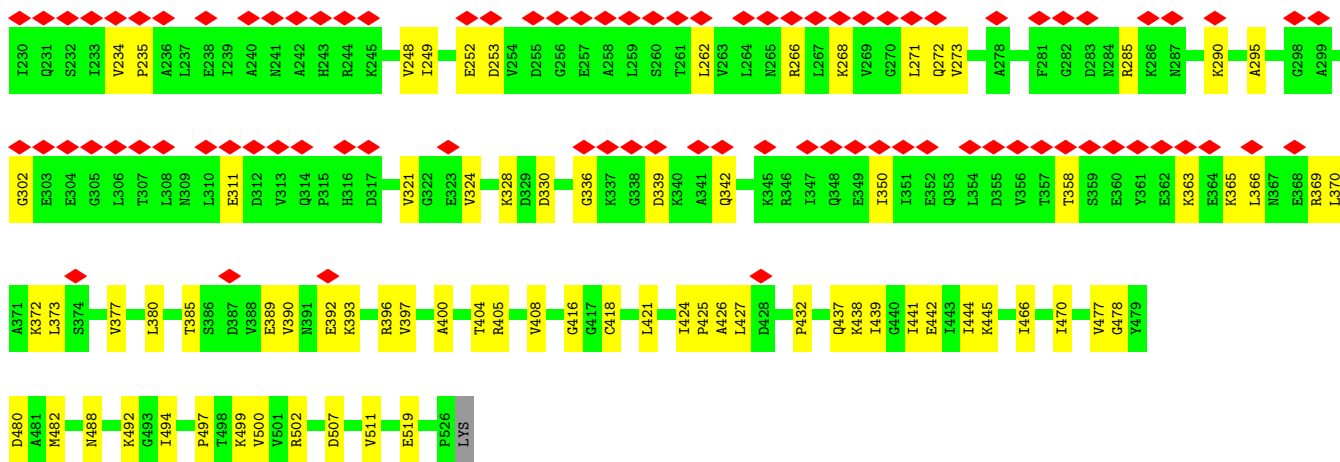 I230 Q231 S232 I233 V234 P235 A236 L237 E238 I239 A240 N241 A242 H243 R244 K245 V248 I249 E252 D253 V254 D255 G256 E257 A258 L259 S260 T261 L262 V263 L264 N265 R266 L267 K268 V269 G270 L271 Q272 V273 A278 F281 G282 D283 N284 R285 K286 N287 K290 A295 G298 A299
G302 E303 E304 G305 L306 T307 L308 N309 L310 E311 D312 V313 Q314 P315 H316 D317 V321 G322 E323 V324 K328 D329 D330 G336 K337 G338 D339 K340 A341 Q342 K345 R346 I347 Q348 E349 I350 I351 E352 Q353 L354 D355 V356 T357 T358 S359 E360 Y361 E362 K363 E364 K365 L366 N367 E368 R369 L370
A371 K372 L373 S374 V377 L380 T385 S386 D387 V388 E389 V390 N391 E392 K393 R396 V397 A400 T404 R405 V408 G416 G417 C418 L421 I424 P425 A426 L427 D428 P432 Q437 K438 I439 G440 I441 E442 I443 I444 K445 I466 I470 V477 G478 Y479
D480 A481 M482 N488 K492 G493 I494 P497 T498 K499 V500 V501 R502 D507 V511 E519 P526 LYS